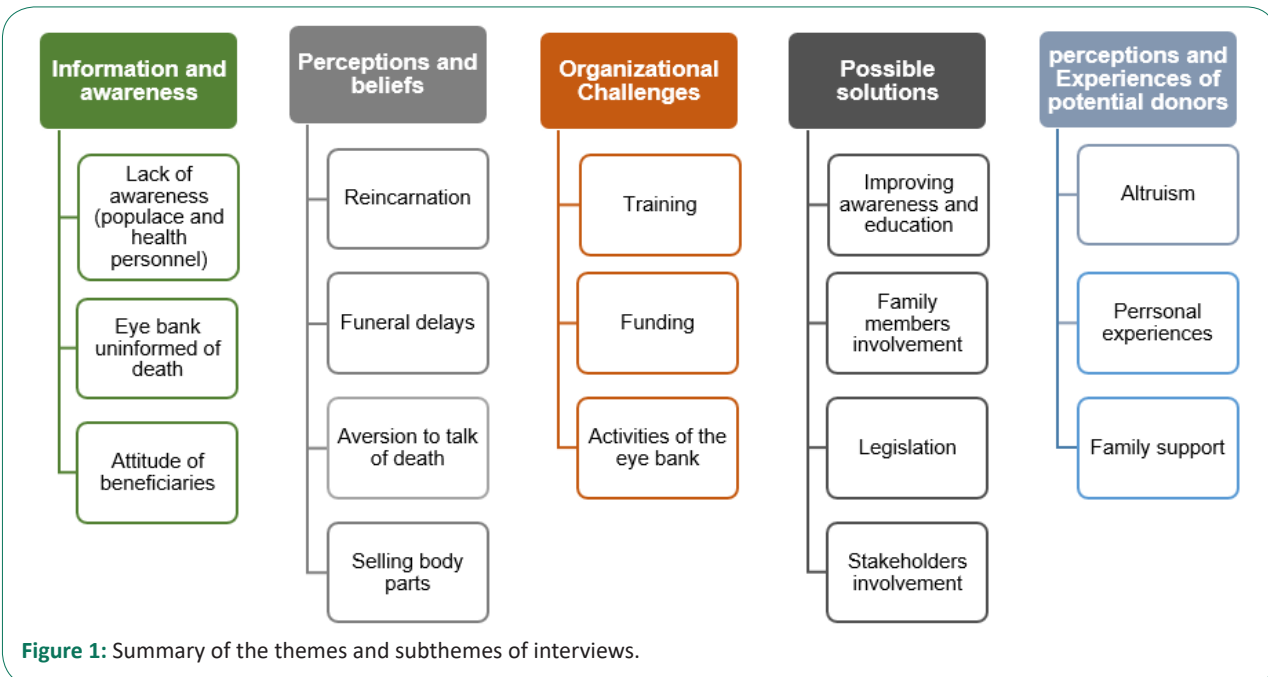 Information and
awareness
Lack of
awareness
(populace and
health
personnel)
Eye bank
uninformed of
death
Attitude of
beneficiaries
Perceptions and
beliefs
Reincarnation
Funeral delays
Aversion to talk
of death
Selling body
parts
Organizational
Challenges
Training
Funding
Activities of the
eye bank
Possible
solutions
Improving
awareness and
education
Family
members
involvement
Legislation
Stakeholders
involvement
perceptions and
Experiences of
potential donors
Altruism
Perrsonal
experiences
Family support
Figure 1: Summary of the themes and subthemes of interviews.